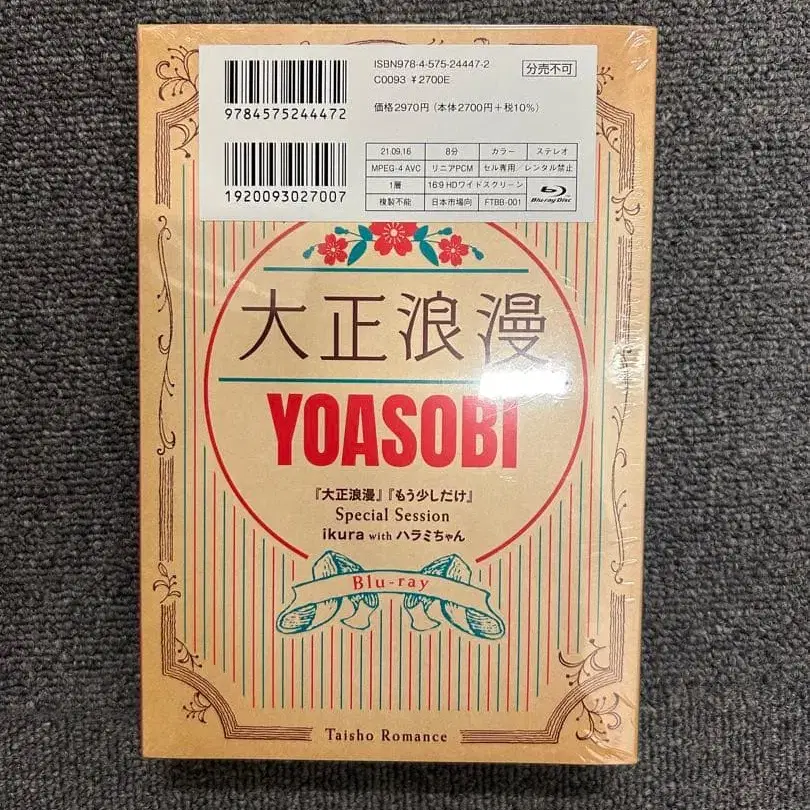 ISBN978-4-575-24447-2
C0093 ¥2700E
分売不可
9784575244472
価格2970円(本体2700円+税10%)
21.09.16 8分 カラー ステレオ
MPEG-4 AVC リニアPCM セル専用/レンタル禁止
1層 16:9 HDワイドスクリーン
複製不能 日本市場向 FTBB-001
Blu-ray Disc
1920093027007
大正浪漫
YOASOBI
『大正浪漫』『もう少しだけ』
Special Session
ikura with ハラミちゃん
Blu-ray
Taisho Romance